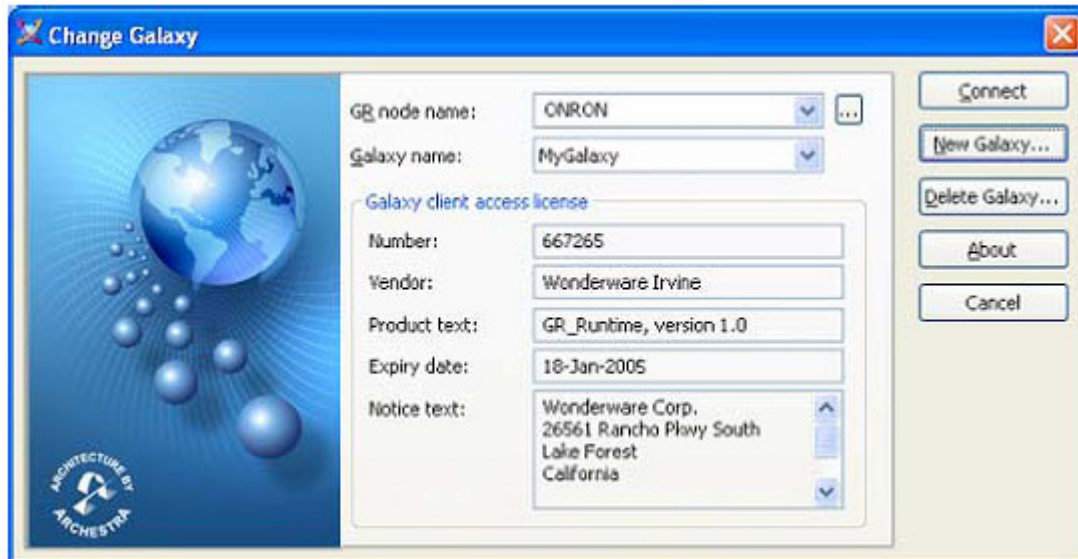 Change Galaxy
GR node name: ONRON ...
Galaxy name: MyGalaxy
Galaxy client access license
Number: 667265
Vendor: Wonderware Irvine
Product text: GR_Runtime, version 1.0
Expiry date: 18-Jan-2005
Notice text: Wonderware Corp.
26561 Rancho Pkwy South
Lake Forest
California
Connect
New Galaxy...
Delete Galaxy...
About
Cancel
ARCHITECTURE BY
ARCHESTRA